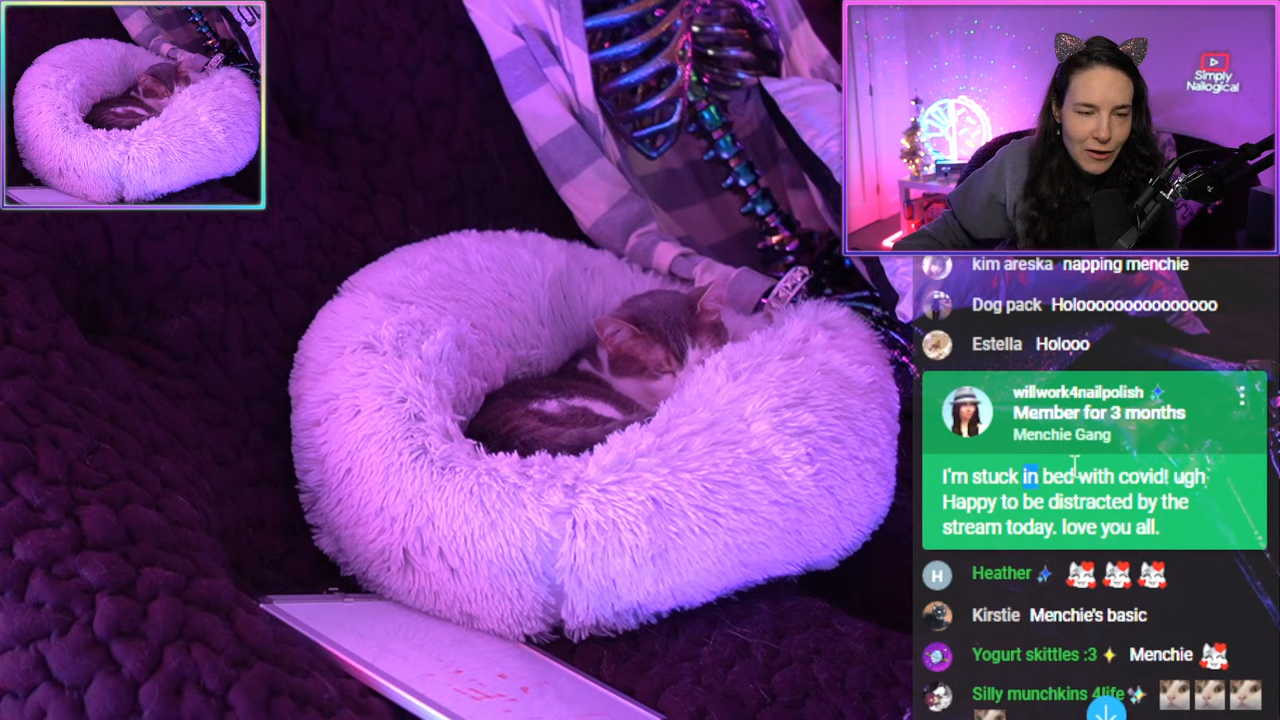 Simply
Nailogical
kim areska napping menchie
Dog pack Holooooooooooooooo
Estella Holooo
willwork4nailpolish
Member for 3 months
Menchie Gang
I'm stuck in bed with covid! ugh
Happy to be distracted by the
stream today. love you all.
H Heather
Kirstie Menchie's basic
Yogurt skittles :3 Menchie
Silly munchkins 4life